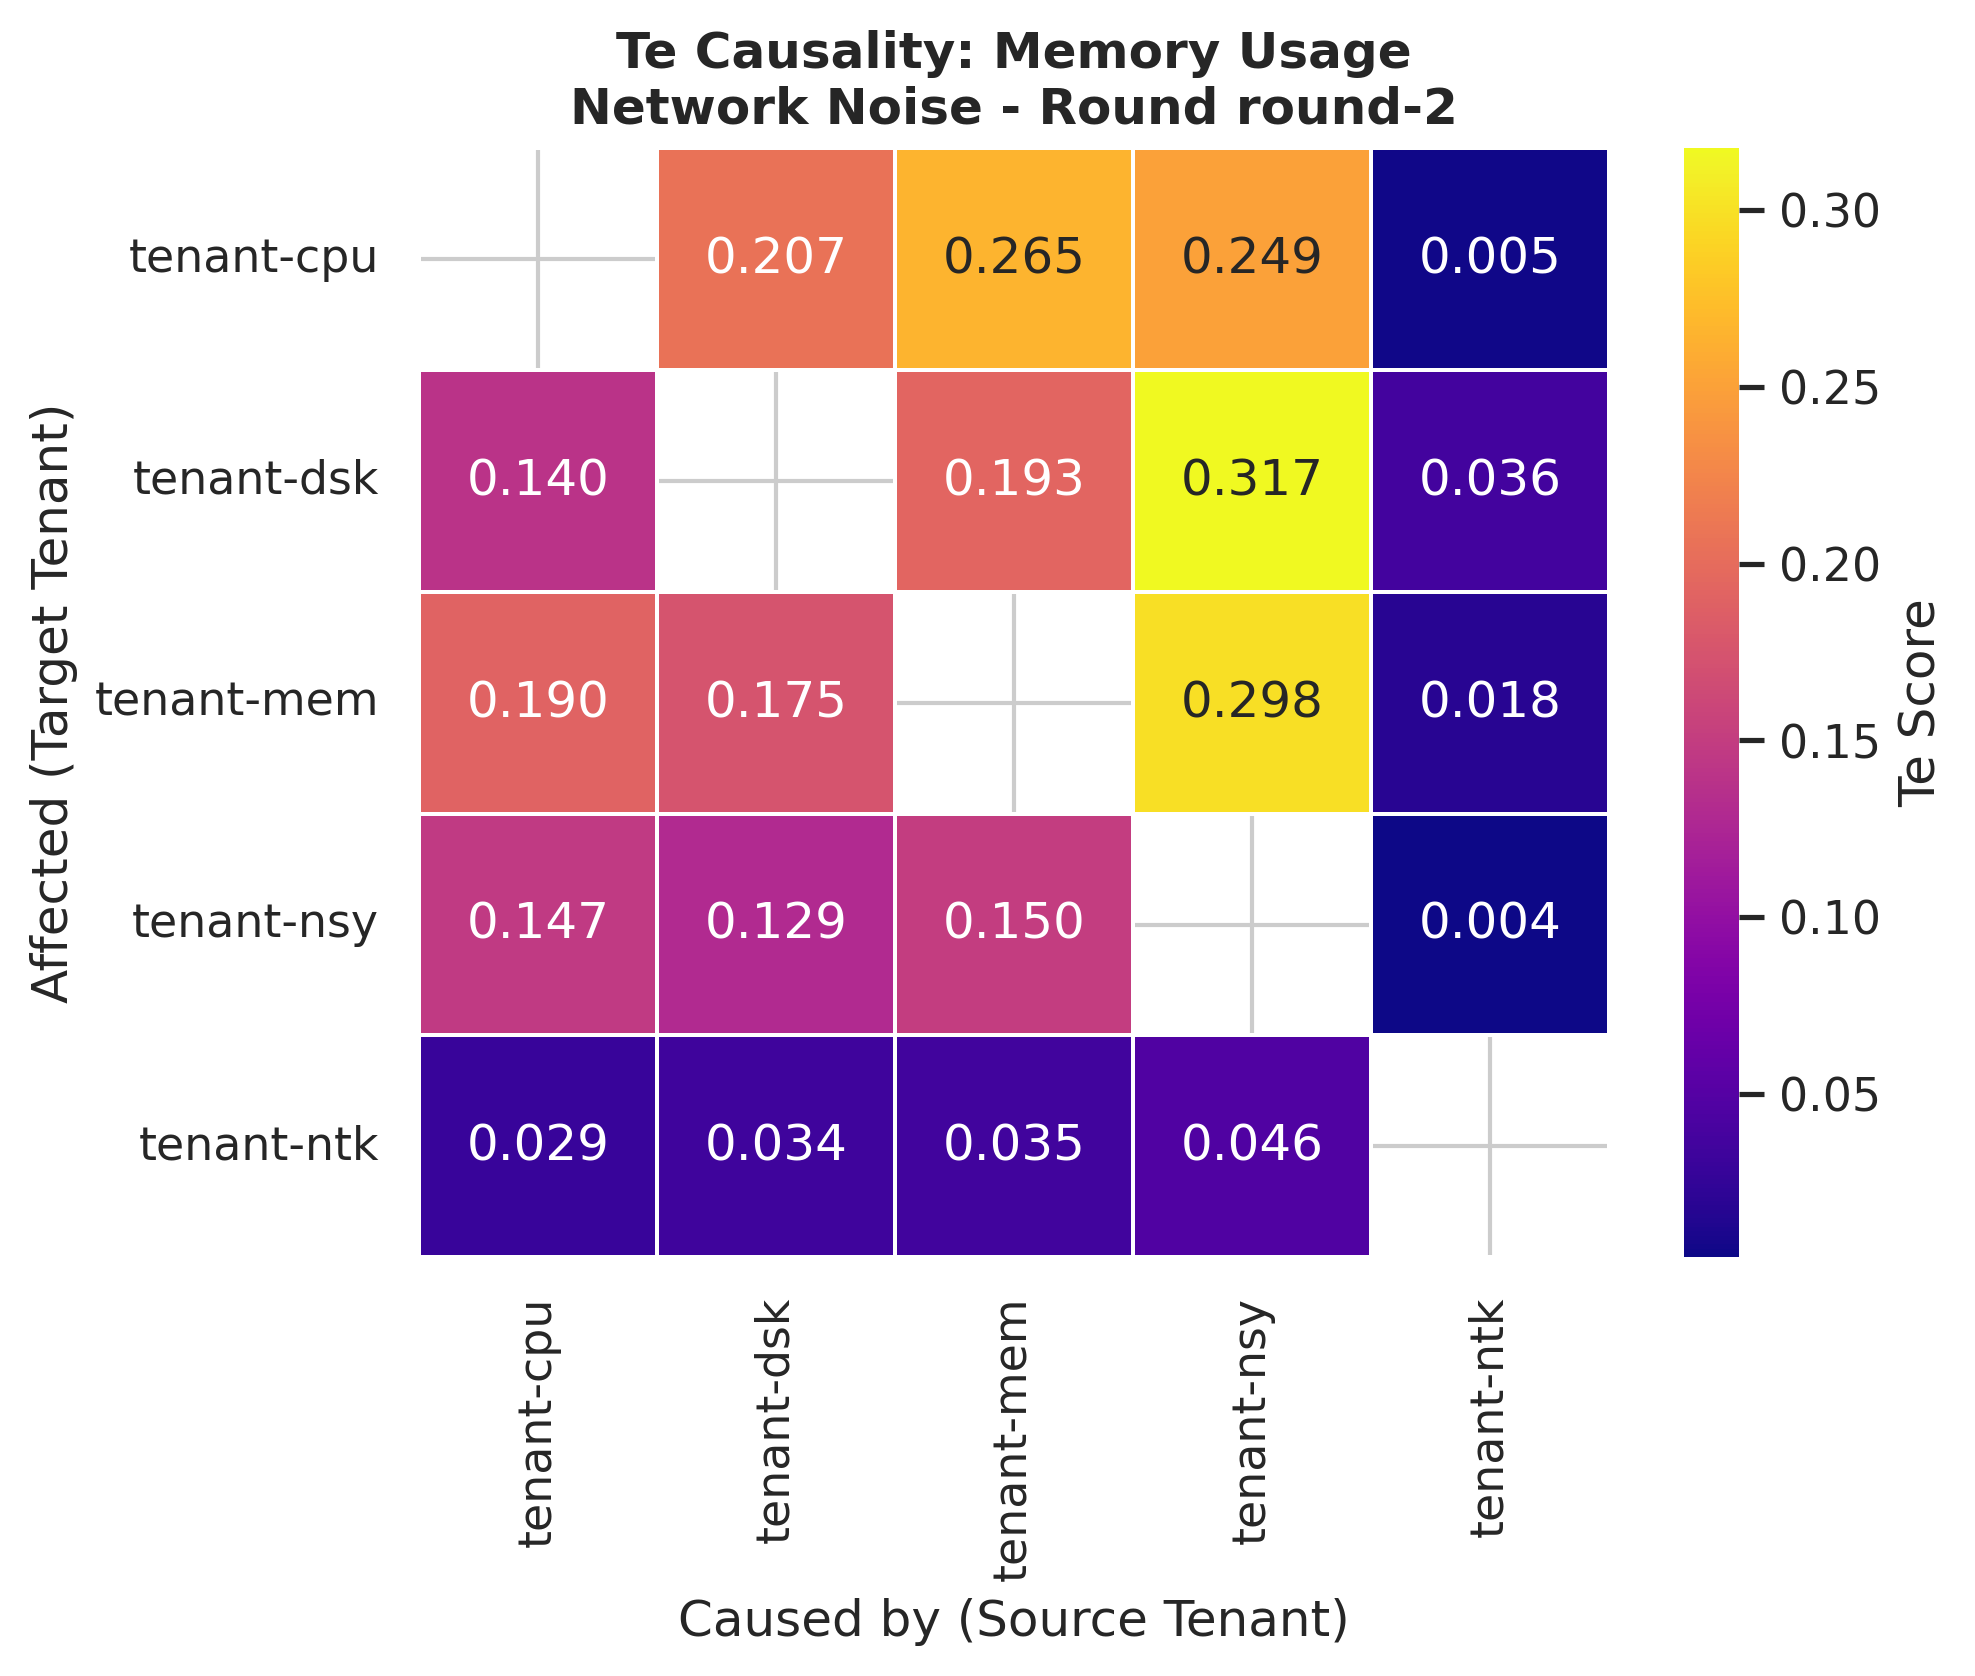 Te Causality: Memory Usage
Network Noise - Round round-2
tenant-cpu
0.207 0.265 0.249 0.005
tenant-dsk
0.140 0.193 0.317 0.036
tenant-mem
0.190 0.175 0.298 0.018
tenant-nsy
0.147 0.129 0.150 0.004
tenant-ntk
0.029 0.034 0.035 0.046
Affected (Target Tenant)
tenant-cpu
tenant-dsk
tenant-mem
tenant-nsy
tenant-ntk
Caused by (Source Tenant)
0.30
0.25
0.20
0.15
0.10
0.05
Te Score